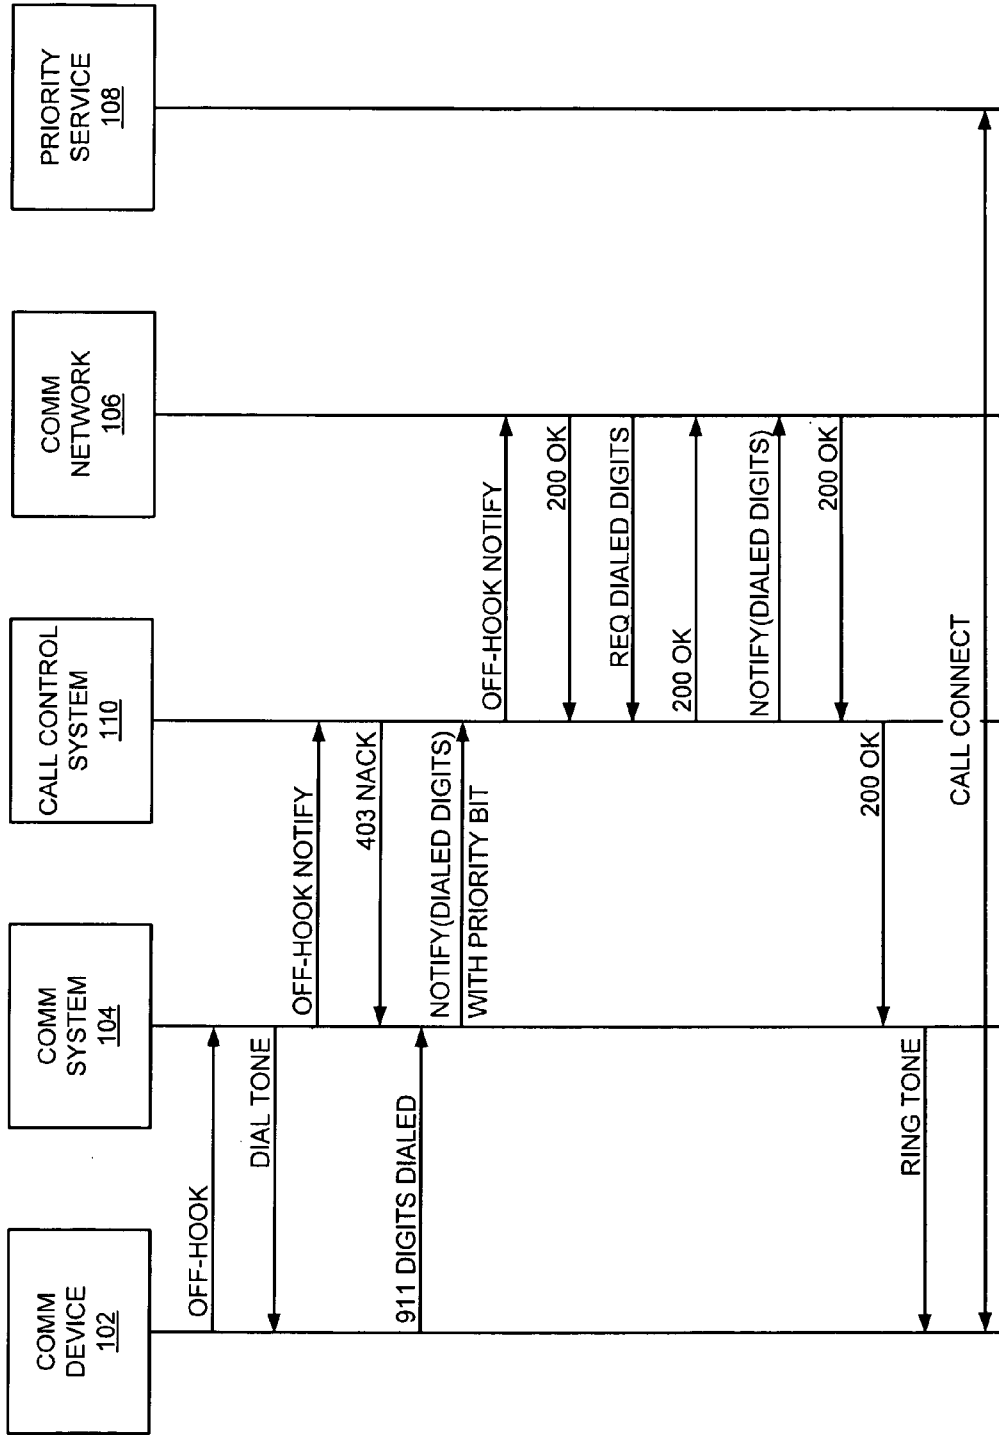 COMM
DEVICE
102
COMM
SYSTEM
104
CALL CONTROL
SYSTEM
110
COMM
NETWORK
106
PRIORITY
SERVICE
108
OFF-HOOK
DIAL TONE
OFF-HOOK NOTIFY
403 NACK
911 DIGITS DIALED
NOTIFY(DIALED DIGITS)
WITH PRIORITY BIT
OFF-HOOK NOTIFY
200 OK
REQ DIALED DIGITS
200 OK
NOTIFY(DIALED DIGITS)
200 OK
200 OK
RING TONE
CALL CONNECT